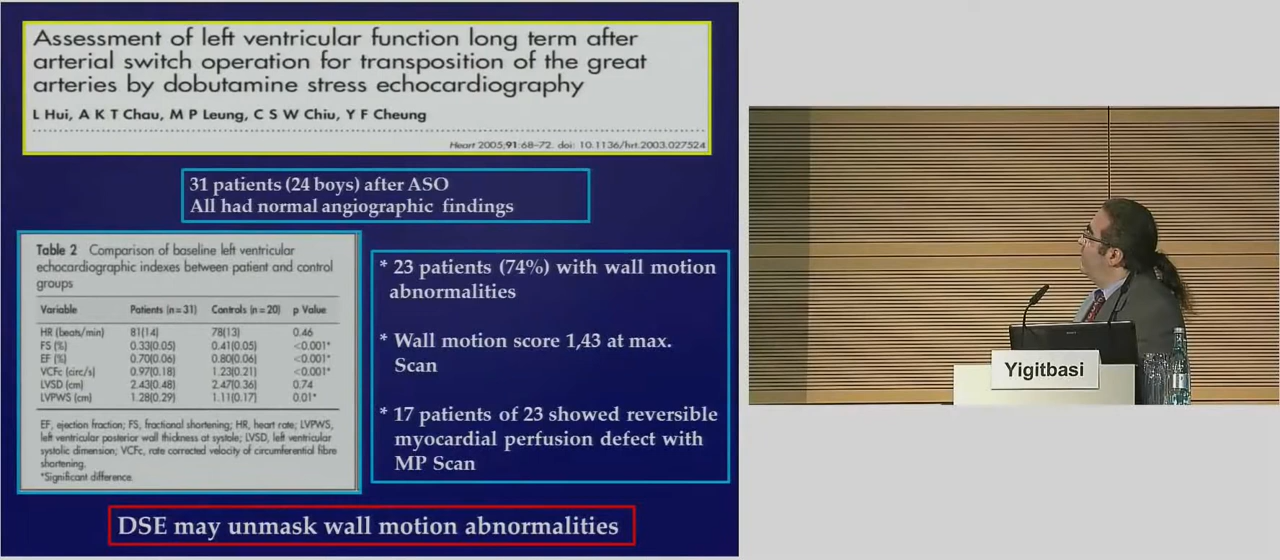 Assessment of left ventricular function long term after
arterial switch operation for transposition of the great
arteries by dobutamine stress echocardiography
L Hui, A K T Chau, M P Leung, C S W Chiu, Y F Cheung
Heart 2005;91:68–72. doi: 10.1136/hrt.2003.027524
31 patients (24 boys) after ASO
All had normal angiographic findings
Table 2 Comparison of baseline left ventricular
echocardiographic indexes between patient and control
groups
Variable Patients (n=31) Controls (n=20) p Value
HR (beats/min) 81(14) 78(13) 0.46
FS (%) 0.33(0.05) 0.41(0.05) <0.001*
EF (%) 0.70(0.06) 0.80(0.06) <0.001*
VCFc (circ/s) 0.97(0.18) 1.23(0.21) <0.001*
LVSD (cm) 2.43(0.48) 2.47(0.36) 0.74
LVPWS (cm) 1.28(0.29) 1.11(0.17) 0.01*
EF, ejection fraction; FS, fractional shortening; HR, heart rate; LVPWS,
left ventricular posterior wall thickness at systole; LVSD, left ventricular
systolic dimension; VCFc, rate corrected velocity of circumferential fibre
shortening.
*Significant difference.
* 23 patients (74%) with wall motion
abnormalities
* Wall motion score 1,43 at max.
Scan
* 17 patients of 23 showed reversible
myocardial perfusion defect with
MP Scan
DSE may unmask wall motion abnormalities
Yigitbasi